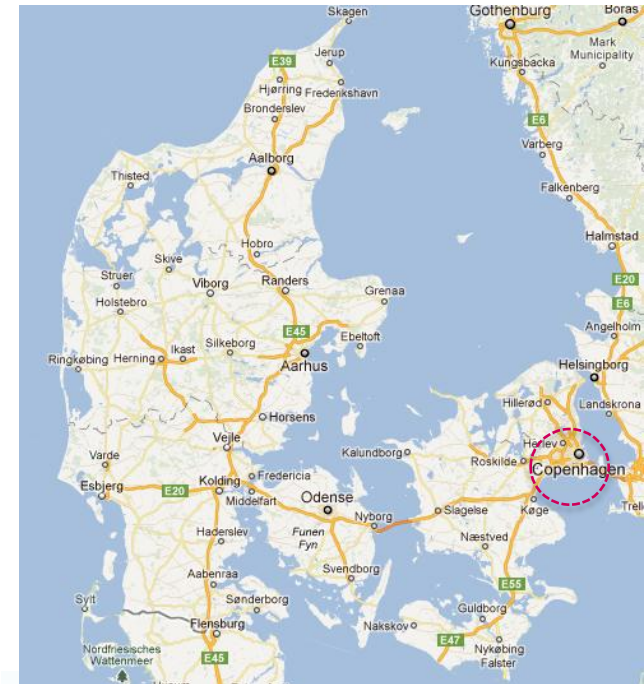 Skagen
Gothenburg
Boras
Jerup
E39
Mark
Municipality
Kungsbacka
Hjørring
Frederikshavn
Bronderslev
E6
Varberg
Aalborg
Thisted
Falkenberg
Halmstad
Hobro
Skive
Struer
Viborg
Randers
E20
Grenaa
E6
Holstebro
Angelholm
E45
Ebeltoft
Silkeborg
Ikast
Ringkøbing
Herning
Aarhus
Helsingborg
Hillerød
Landskrona
Horsens
Vejle
Herlev
Varde
Kalundborg
Roskilde
Copenhagen
Esbjerg
E20
Kolding
Fredericia
Middelfart
Odense
Trell
Nyborg
Slagelse
Køge
Haderslev
Funen
Fyn
Næstved
Svendborg
Aabenraa
E55
Sylt
Sønderborg
Guldborg
Flensburg
Nakskov
E47
Nordfriesisches
Wattenmeer
E45
Nykøbing
Falster